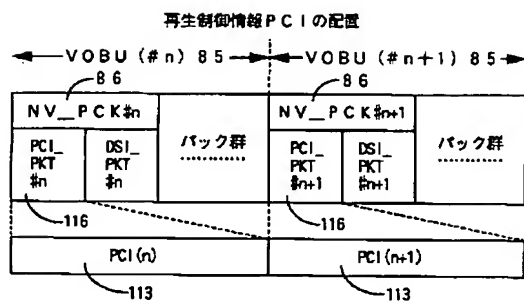 再生制御情報PCIの配置
VOBU(#n)85 VOBU(#n+1)85
86 86
NV_PCK#n NV_PCK#n+1
PCI_ DSI_ パック群 PCI_ DSI_ パック群
PKT PKT PKT PKT
#n #n #n+1 #n+1
116 116
PCI(n) PCI(n+1)
113 113